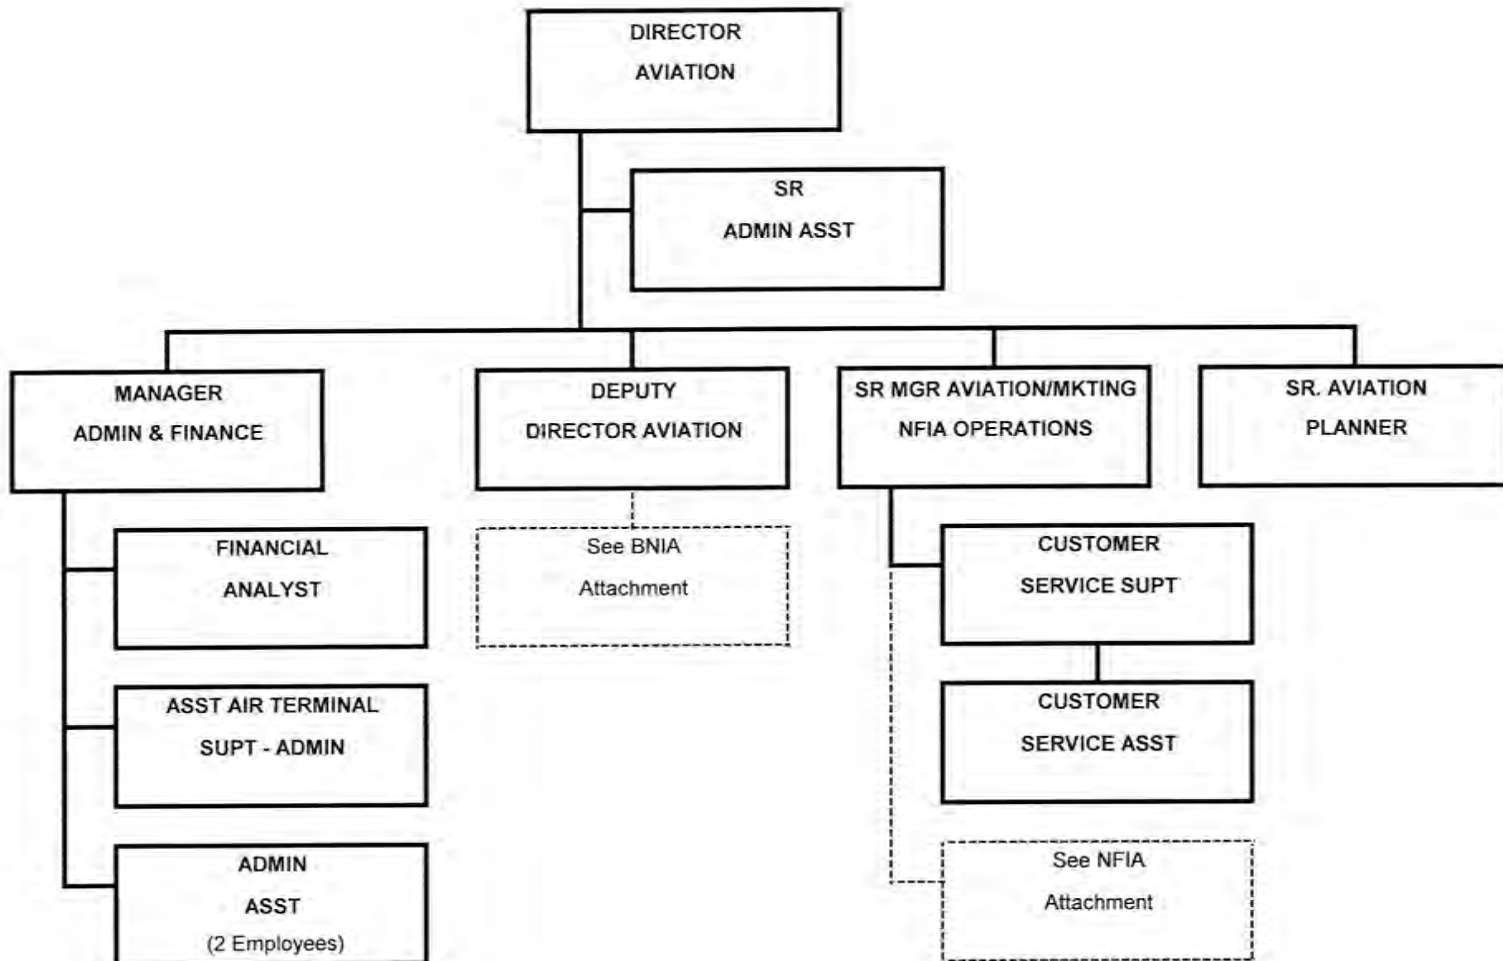 DIRECTOR
AVIATION
SR
ADMIN ASST
MANAGER
ADMIN & FINANCE
DEPUTY
DIRECTOR AVIATION
SR MGR AVIATION/MKTING
NFIA OPERATIONS
SR. AVIATION
PLANNER
FINANCIAL
ANALYST
See BNIA
Attachment
CUSTOMER
SERVICE SUPT
ASST AIR TERMINAL
SUPT - ADMIN
CUSTOMER
SERVICE ASST
ADMIN
ASST
(2 Employees)
See NFIA
Attachment